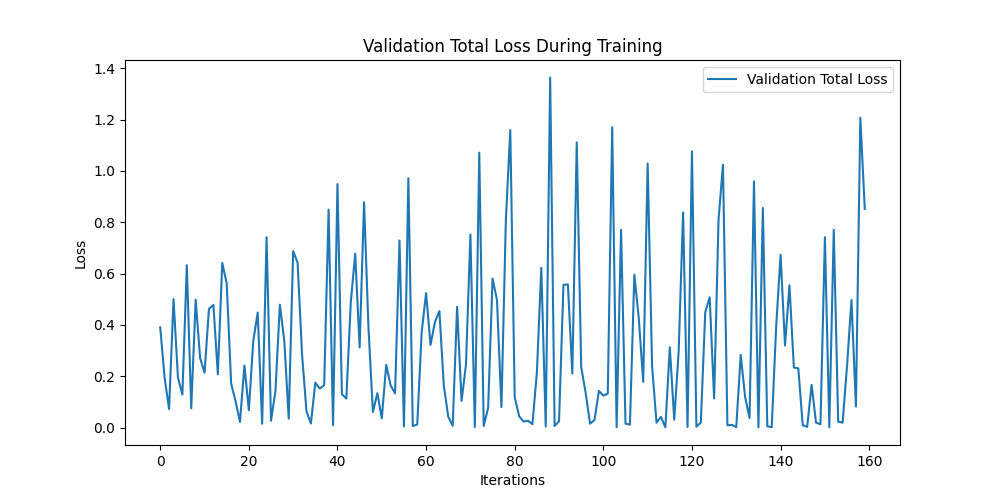 Validation Total Loss During Training
Validation Total Loss
1.4
1.2
1.0
0.8
0.6
0.4
0.2
0.0
Loss
0 20 40 60 80 100 120 140 160
Iterations